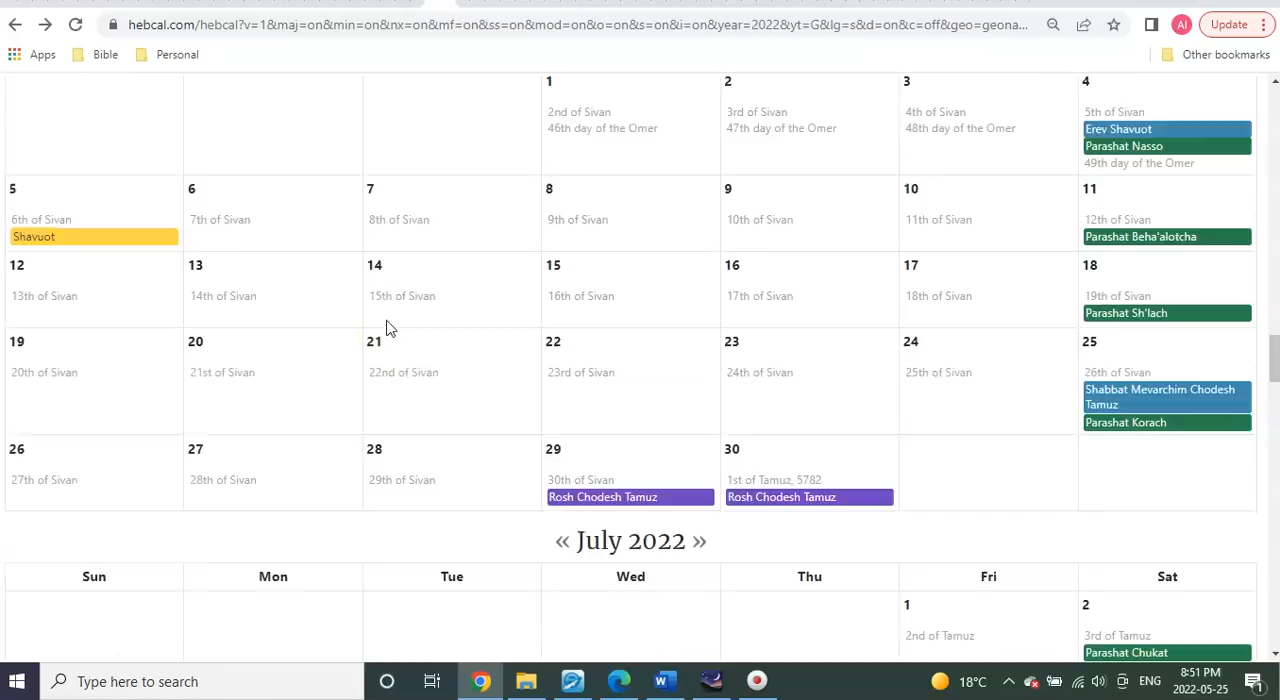 hebcal.com/hebcal?v=1&maj=on&min=on&nx=on&mf=on&ss=on&mod=on&o=on&s=on&i=on&year=2022&yt=G&lg=s&d=on&c=off&geo=geona...
AI
Update
Apps
Bible
Personal
Other bookmarks
1
2
3
4
2nd of Sivan
3rd of Sivan
4th of Sivan
5th of Sivan
46th day of the Omer
47th day of the Omer
48th day of the Omer
Erev Shavuot
Parashat Nasso
49th day of the Omer
5
6
7
8
9
10
11
6th of Sivan
7th of Sivan
8th of Sivan
9th of Sivan
10th of Sivan
11th of Sivan
12th of Sivan
Shavuot
Parashat Beha'alotcha
12
13
14
15
16
17
18
13th of Sivan
14th of Sivan
15th of Sivan
16th of Sivan
17th of Sivan
18th of Sivan
19th of Sivan
Parashat Sh'lach
19
20
21
22
23
24
25
20th of Sivan
21st of Sivan
22nd of Sivan
23rd of Sivan
24th of Sivan
25th of Sivan
26th of Sivan
Shabbat Mevarchim Chodesh
Tamuz
Parashat Korach
26
27
28
29
30
27th of Sivan
28th of Sivan
29th of Sivan
30th of Sivan
1st of Tamuz, 5782
Rosh Chodesh Tamuz
Rosh Chodesh Tamuz
« July 2022 »
Sun
Mon
Tue
Wed
Thu
Fri
Sat
1
2
2nd of Tamuz
3rd of Tamuz
Parashat Chukat
Type here to search
18°C
ENG
8:51 PM
2022-05-25
1